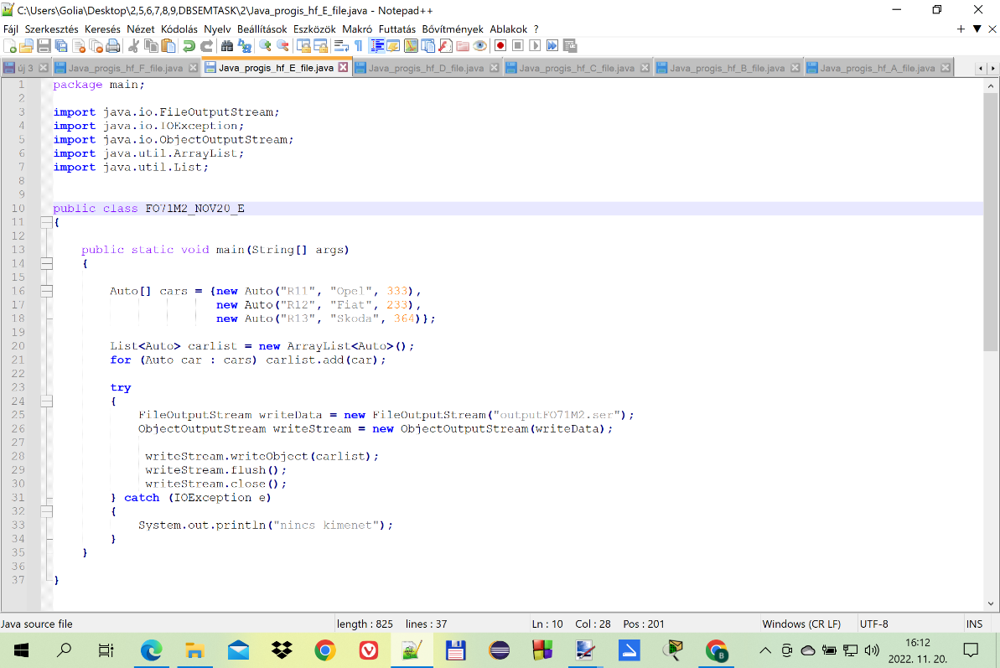 C:\Users\Golia\Desktop\2,5,6,7,8,9,DBSEMTASK\2\Java_progis_hf_E_file.java - Notepad++
Fájl Szerkesztés Keresés Nézet Kódolás Nyelv Beállítások Eszközök Makró Futtatás Bővítmények Ablakok ?
új 3 Java_progis_hf_F_file.java Java_progis_hf_E_file.java Java_progis_hf_D_file.java Java_progis_hf_C_file.java Java_progis_hf_B_file.java Java_progis_hf_A_file.java
1 package main;
2
3 import java.io.FileOutputStream;
4 import java.io.IOException;
5 import java.io.ObjectOutputStream;
6 import java.util.ArrayList;
7 import java.util.List;
8
9
10 public class FO71M2_NOV20_E
11 {
12
13 public static void main(String[] args)
14 {
15
16 Auto[] cars = {new Auto("R11", "Opel", 333),
17 new Auto("R12", "Fiat", 233),
18 new Auto("R13", "Skoda", 364)};
19
20 List<Auto> carlist = new ArrayList<Auto>();
21 for (Auto car : cars) carlist.add(car);
22
23 try
24 {
25 FileOutputStream writeData = new FileOutputStream("outputFO71M2.ser");
26 ObjectOutputStream writeStream = new ObjectOutputStream(writeData);
27
28 writeStream.writeObject(carlist);
29 writeStream.flush();
30 writeStream.close();
31 } catch (IOException e)
32 {
33 System.out.println("nincs kimenet");
34 }
35 }
36
37 }
Java source file length : 825 lines : 37 Ln : 10 Col : 28 Pos : 201 Windows (CR LF) UTF-8 INS
16:12
2022. 11. 20.